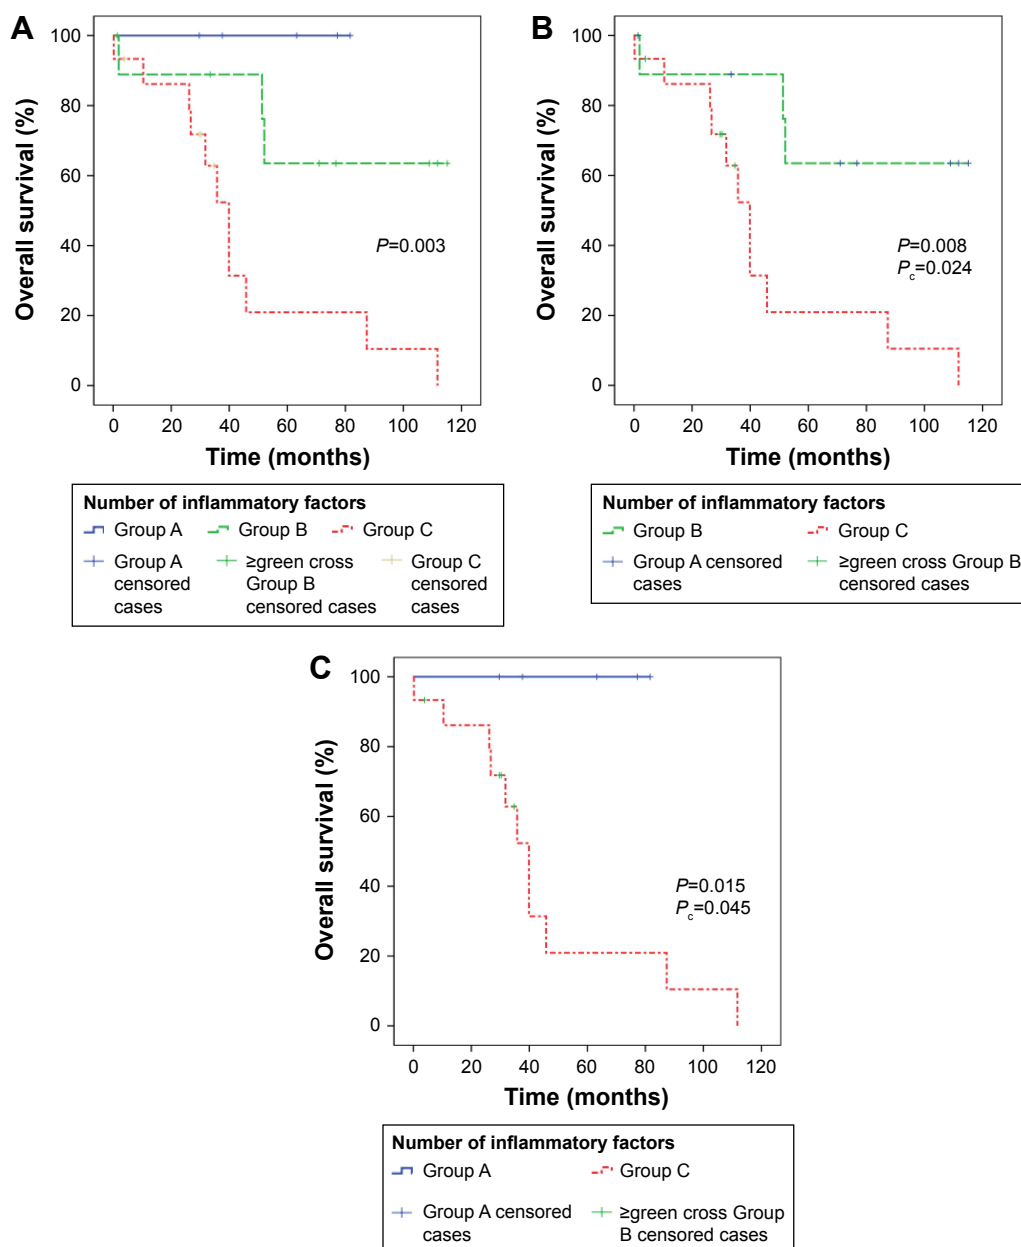 A
Overall survival (%)
100
80
60
40
20
0
P=0.003
0 20 40 60 80 100 120
Time (months)
Number of inflammatory factors
Group A Group B Group C
Group A censored cases
≥green cross Group B censored cases
Group C censored cases
B
Overall survival (%)
100
80
60
40
20
0
P=0.008
Pc=0.024
0 20 40 60 80 100 120
Time (months)
Number of inflammatory factors
Group B Group C
Group A censored cases
≥green cross Group B censored cases
C
Overall survival (%)
100
80
60
40
20
0
P=0.015
Pc=0.045
0 20 40 60 80 100 120
Time (months)
Number of inflammatory factors
Group A Group C
Group A censored cases
≥green cross Group B censored cases